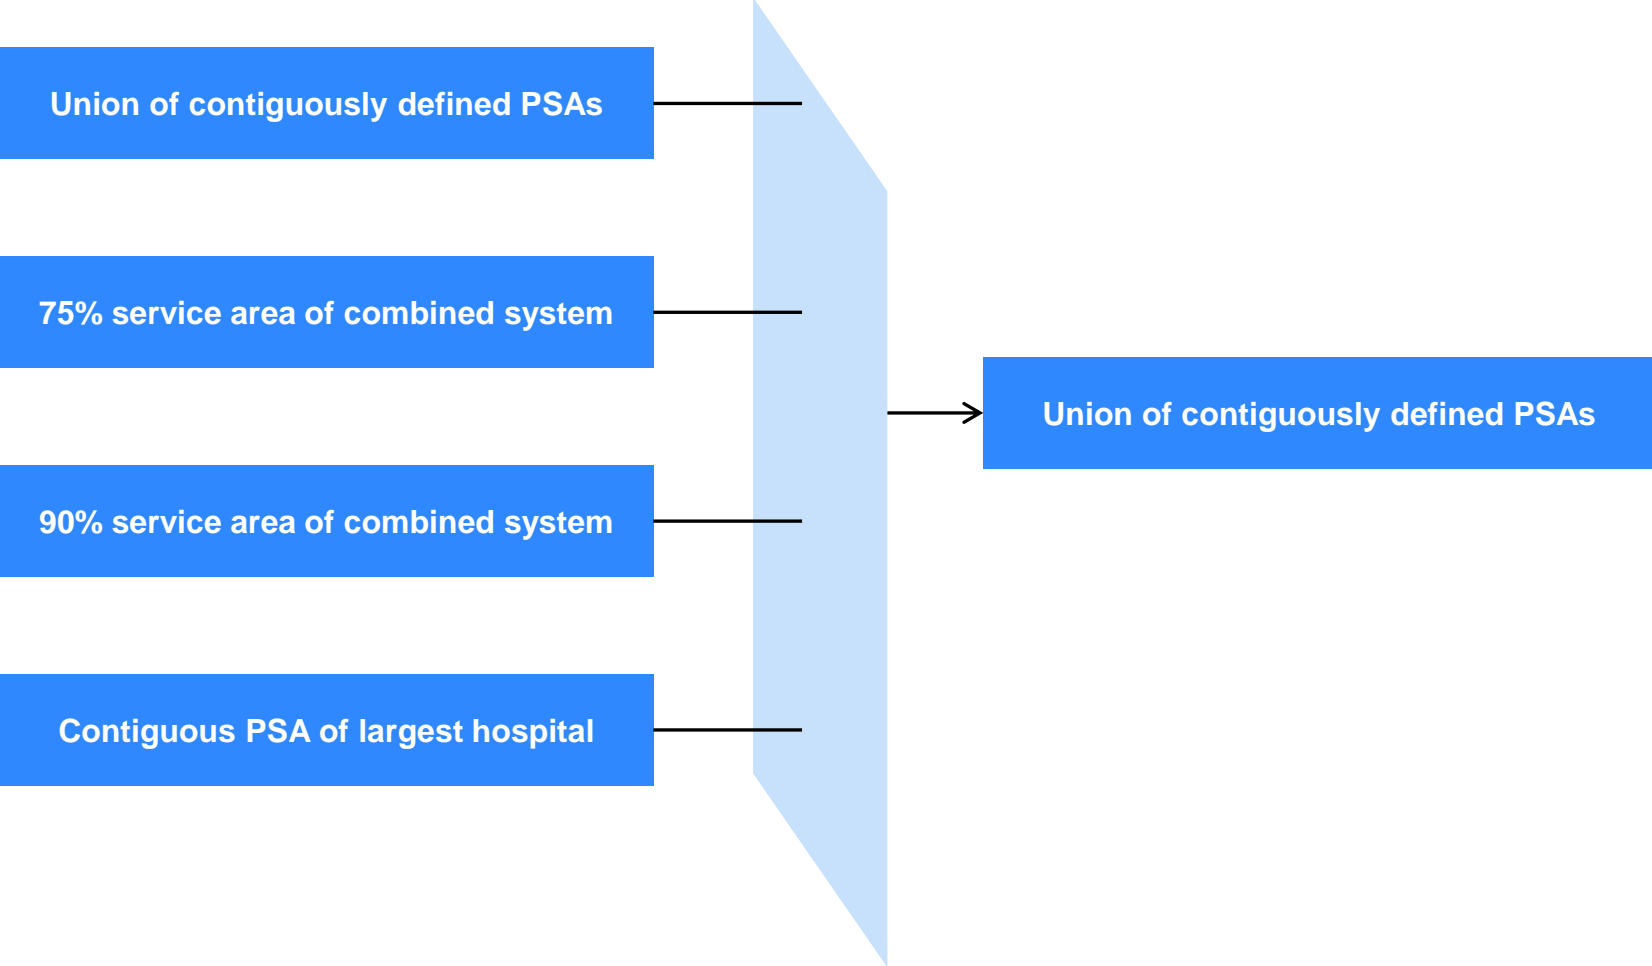 Union of contiguously defined PSAs
75% service area of combined system
90% service area of combined system
Contiguous PSA of largest hospital
Union of contiguously defined PSAs